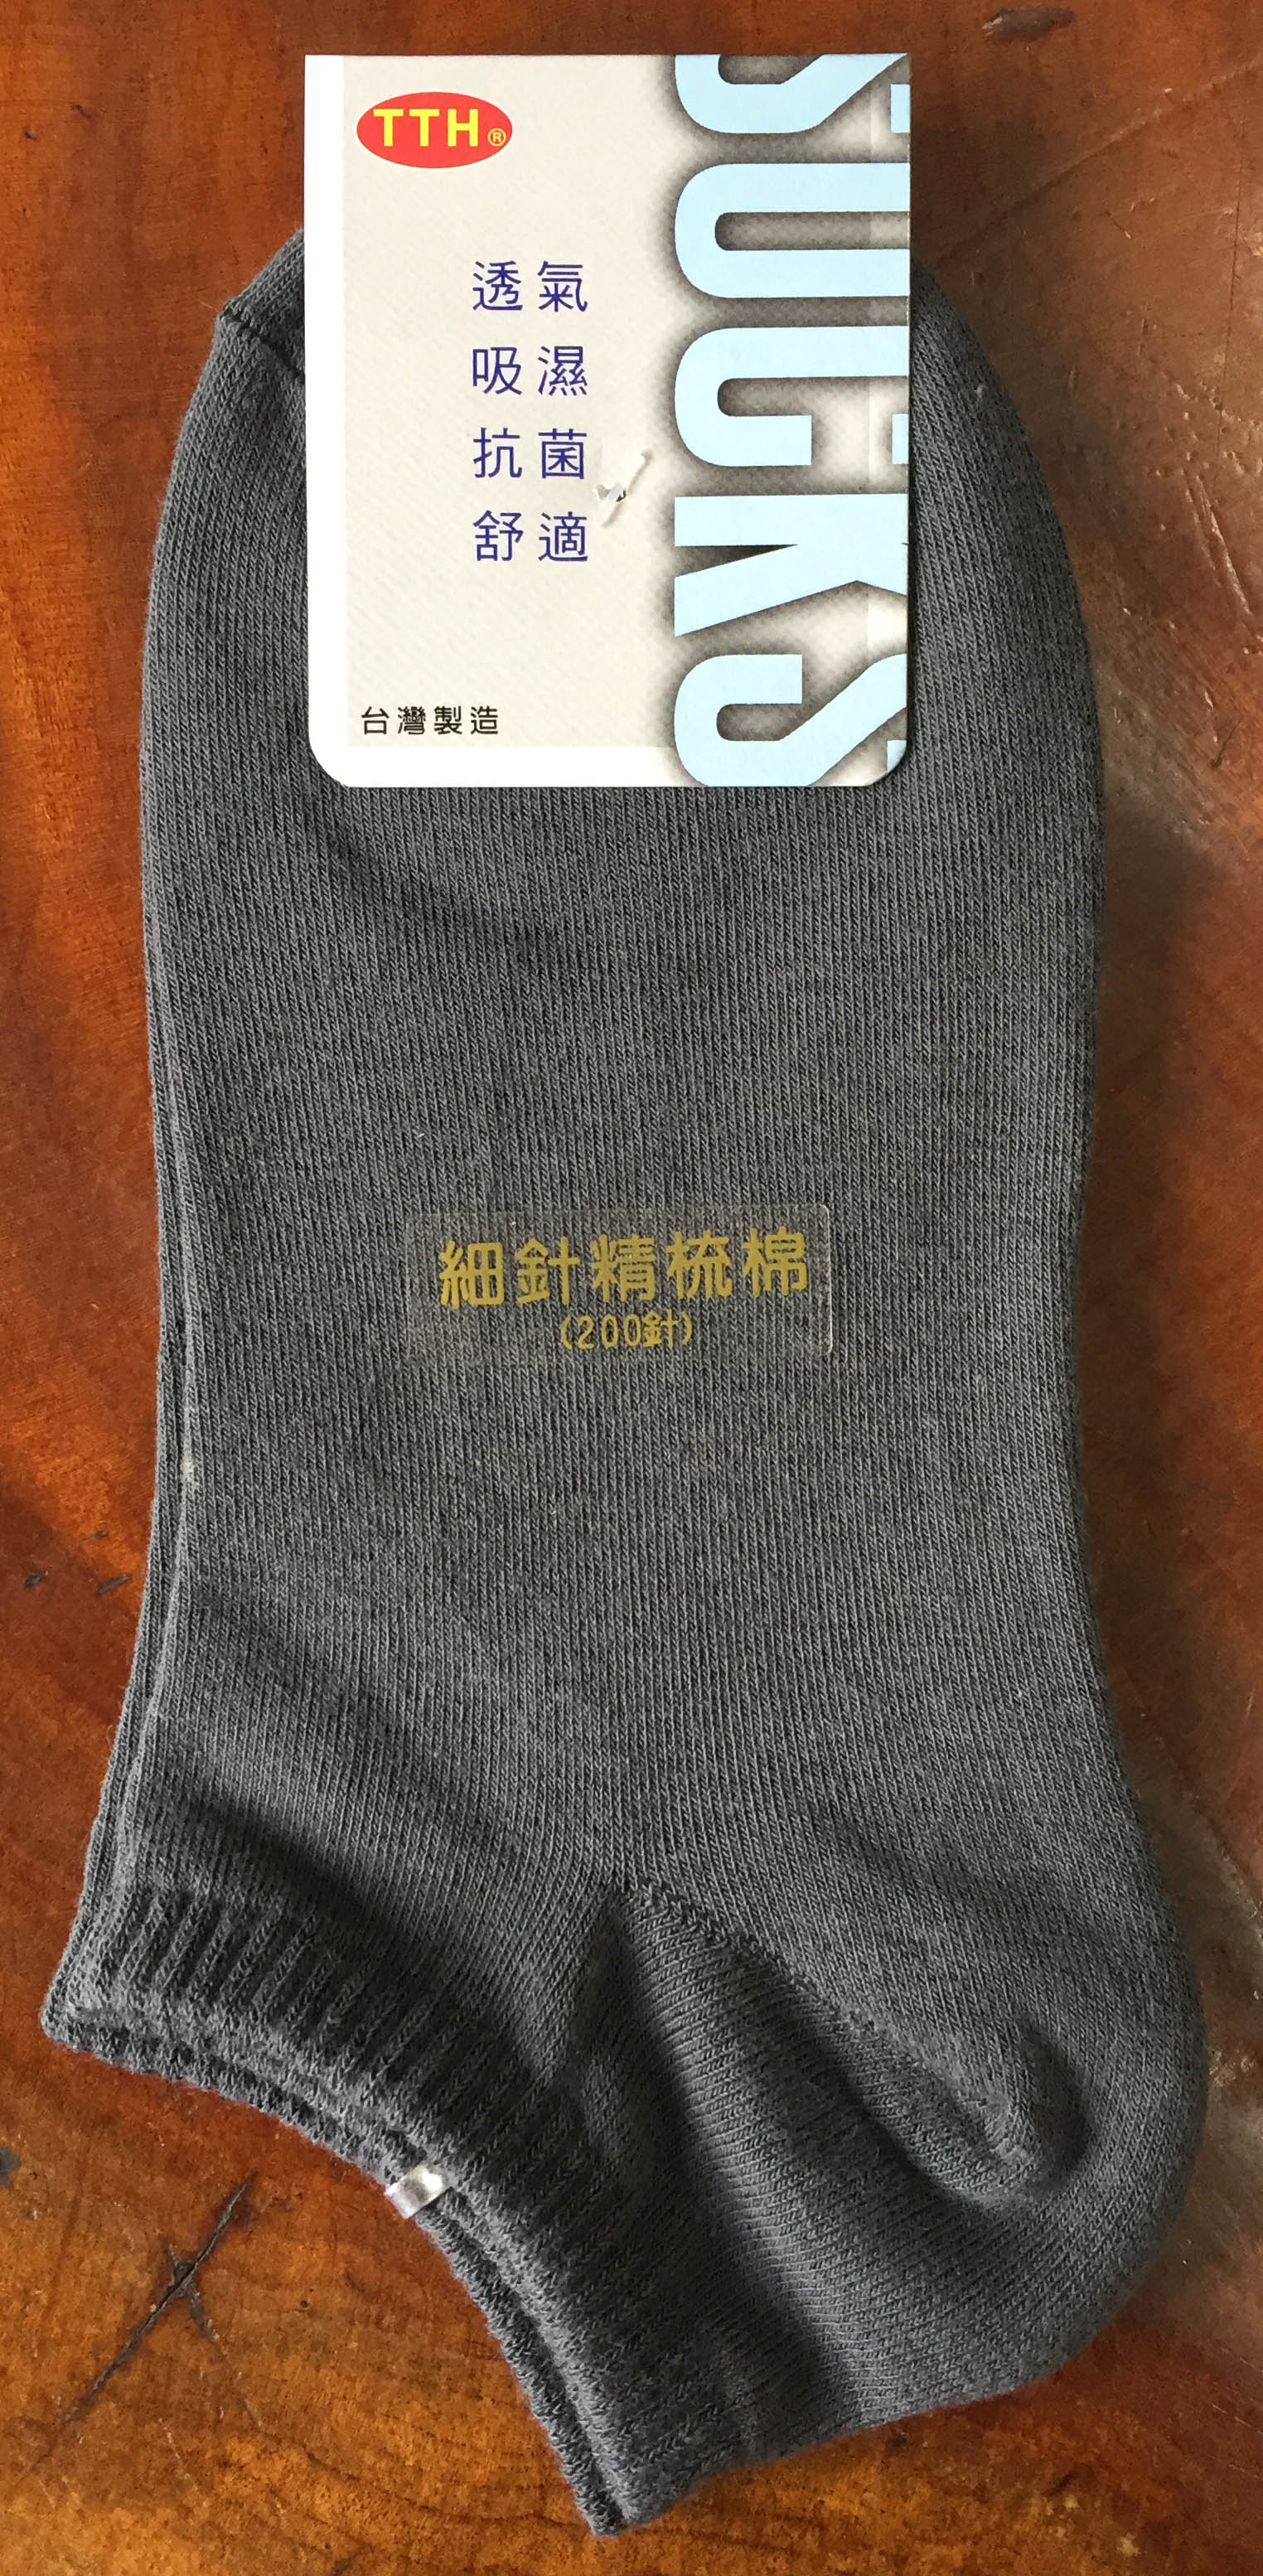 TTH®
透氣
吸濕
抗菌
舒適
台灣製造
SOCKS
細針精梳棉
(200針)